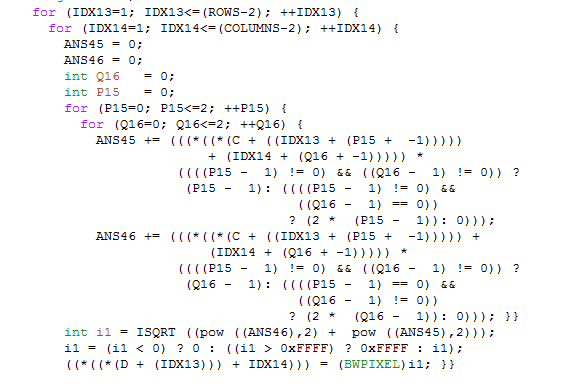 for (IDX13=1; IDX13<=(ROWS-2); ++IDX13) {
for (IDX14=1; IDX14<=(COLUMNS-2); ++IDX14) {
ANS45 = 0;
ANS46 = 0;
int Q16   = 0;
int P15   = 0;
for (P15=0; P15<=2; ++P15) {
for (Q16=0; Q16<=2; ++Q16) {
ANS45 += (((*((*(C + ((IDX13 + (P15 +  -1)))))
+ (IDX14 + (Q16 + -1))))) *
((((P15 -  1) != 0) && ((Q16 -  1) != 0)) ?
(P15 -  1): ((((P15 -  1) != 0) &&
((Q16 -  1) == 0))
? (2 *  (P15 -  1)): 0)));
ANS46 += (((*((*(C + ((IDX13 + (P15 +  -1))))) +
(IDX14 + (Q16 + -1))))) *
((((P15 -  1) != 0) && ((Q16 -  1) != 0)) ?
(Q16 -  1): ((((P15 -  1) == 0) &&
((Q16 -  1) != 0))
? (2 *  (Q16 -  1)): 0))); }}
int i1 = ISQRT ((pow ((ANS46),2) +  pow ((ANS45),2)));
i1 = (i1 < 0) ? 0 : ((i1 > 0xFFFF) ? 0xFFFF : i1);
((*((*(D + (IDX13))) + IDX14))) = (BWPIXEL)i1; }}